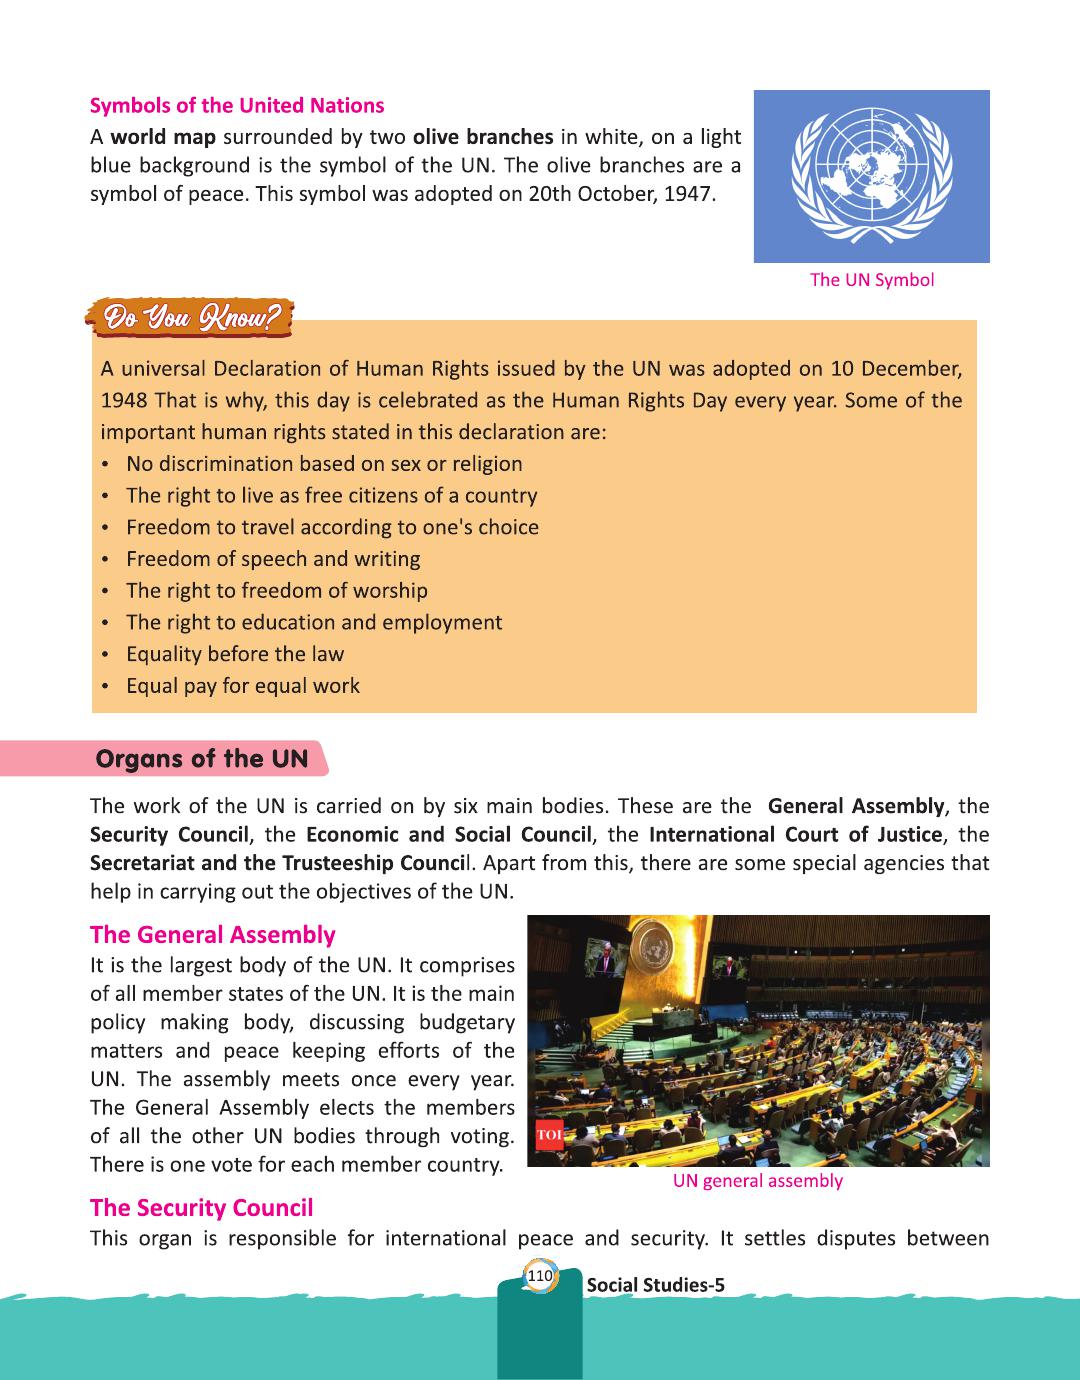 Symbols of the United Nations
A world map surrounded by two olive branches in white, on a light
blue background is the symbol of the UN. The olive branches are a
symbol of peace. This symbol was adopted on 20th October, 1947.
The UN Symbol
Do You Know?
A universal Declaration of Human Rights issued by the UN was adopted on 10 December,
1948 That is why, this day is celebrated as the Human Rights Day every year. Some of the
important human rights stated in this declaration are:
• No discrimination based on sex or religion
• The right to live as free citizens of a country
• Freedom to travel according to one's choice
• Freedom of speech and writing
• The right to freedom of worship
• The right to education and employment
• Equality before the law
• Equal pay for equal work
Organs of the UN
The work of the UN is carried on by six main bodies. These are the General Assembly, the
Security Council, the Economic and Social Council, the International Court of Justice, the
Secretariat and the Trusteeship Council. Apart from this, there are some special agencies that
help in carrying out the objectives of the UN.
The General Assembly
It is the largest body of the UN. It comprises
of all member states of the UN. It is the main
policy making body, discussing budgetary
matters and peace keeping efforts of the
UN. The assembly meets once every year.
The General Assembly elects the members
of all the other UN bodies through voting.
There is one vote for each member country.
TOI
UN general assembly
The Security Council
This organ is responsible for international peace and security. It settles disputes between
110
Social Studies-5